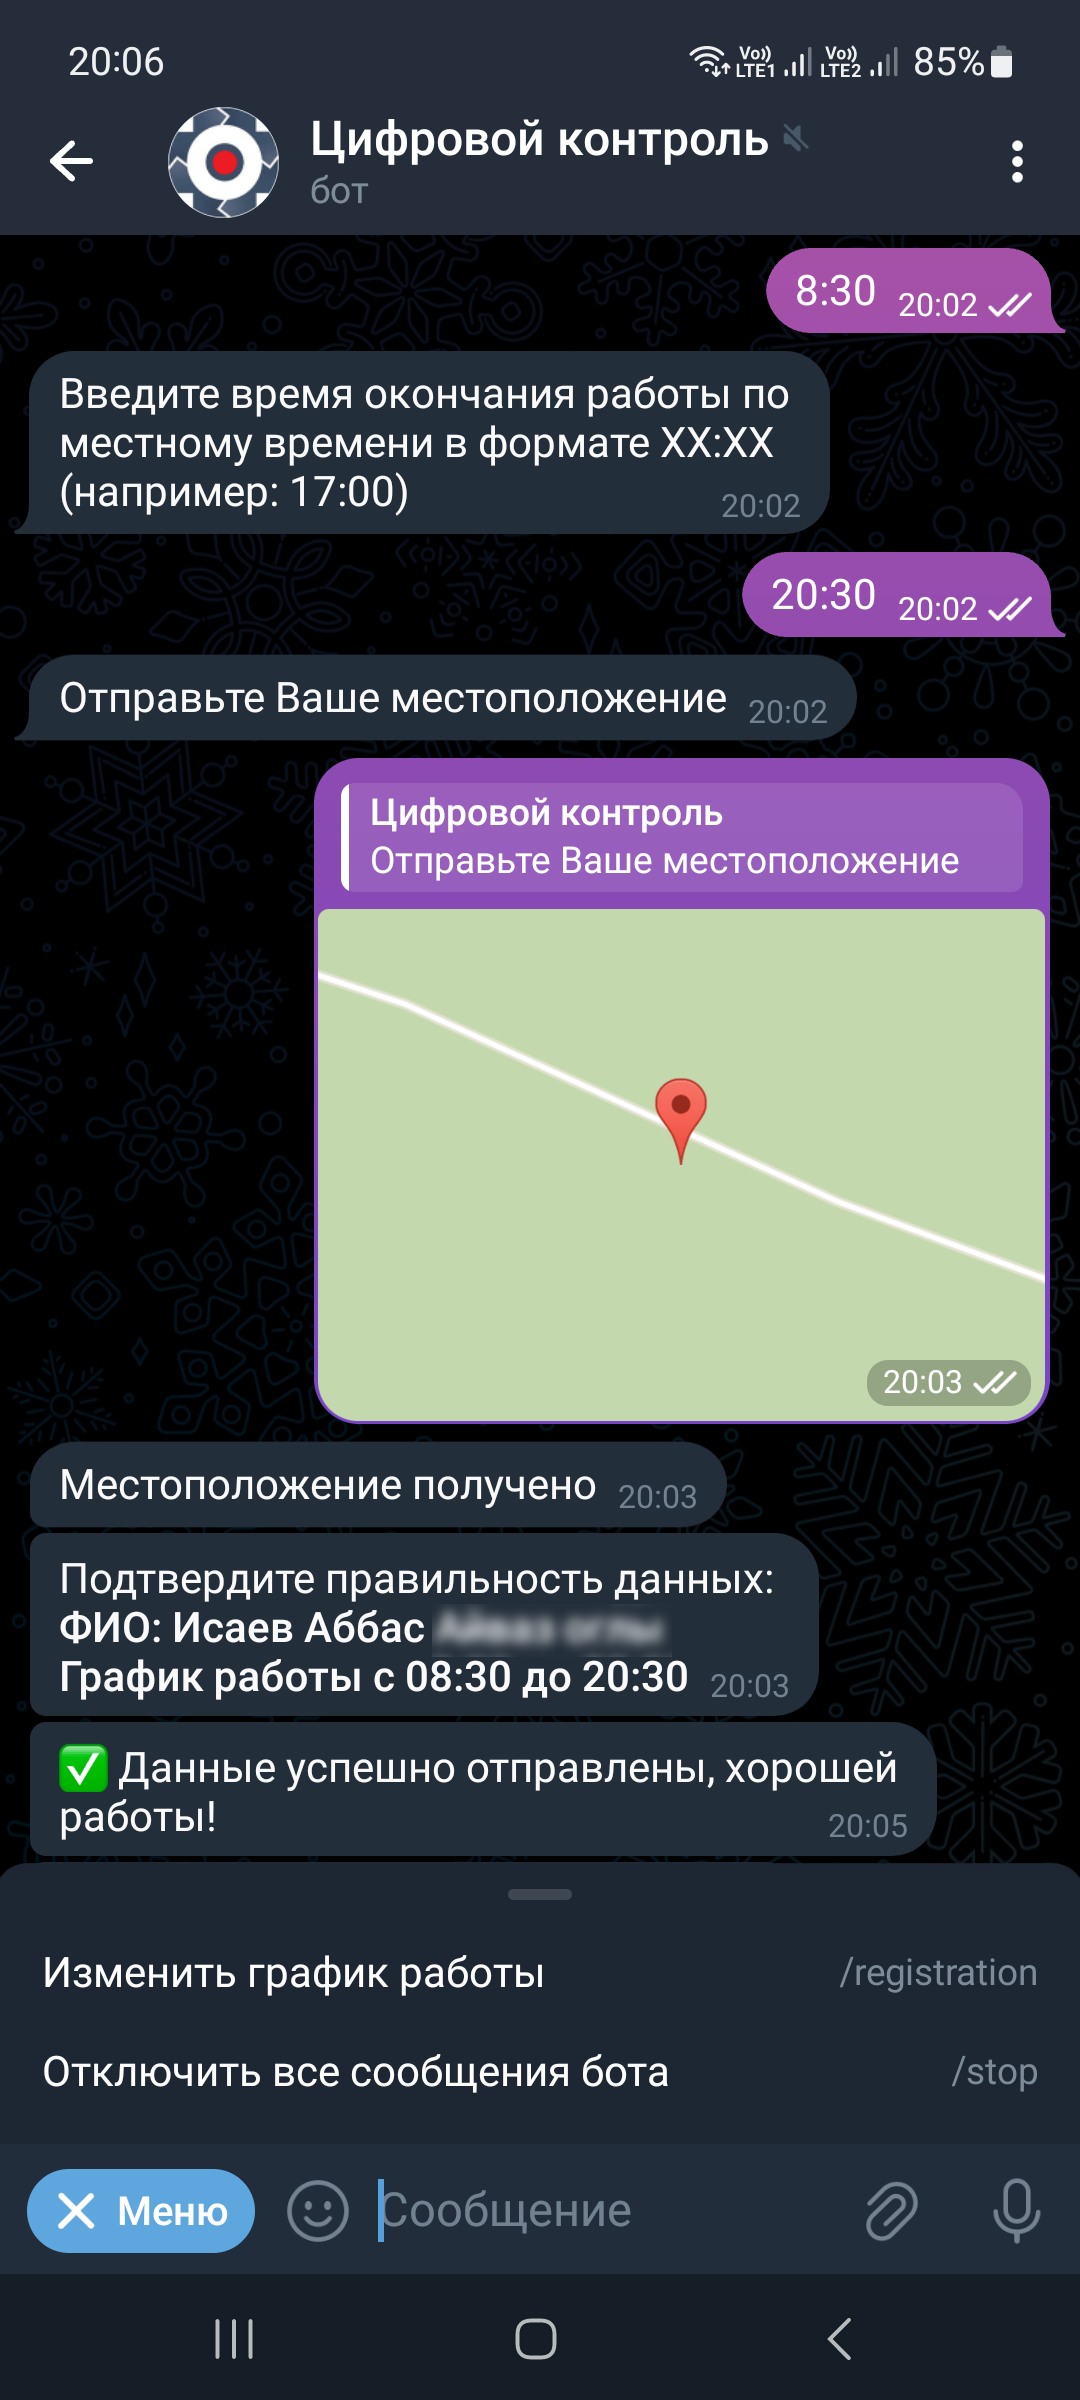 20:06
Vo)) LTE1 Vo)) LTE2 85%
Цифровой контроль
бот
8:30 20:02
Введите время окончания работы по
местному времени в формате XX:XX
(например: 17:00) 20:02
20:30 20:02
Отправьте Ваше местоположение 20:02
Цифровой контроль
Отправьте Ваше местоположение
20:03
Местоположение получено 20:03
Подтвердите правильность данных:
ФИО: Исаев Аббас
График работы с 08:30 до 20:30 20:03
Данные успешно отправлены, хорошей
работы! 20:05
Изменить график работы /registration
Отключить все сообщения бота /stop
Меню Сообщение